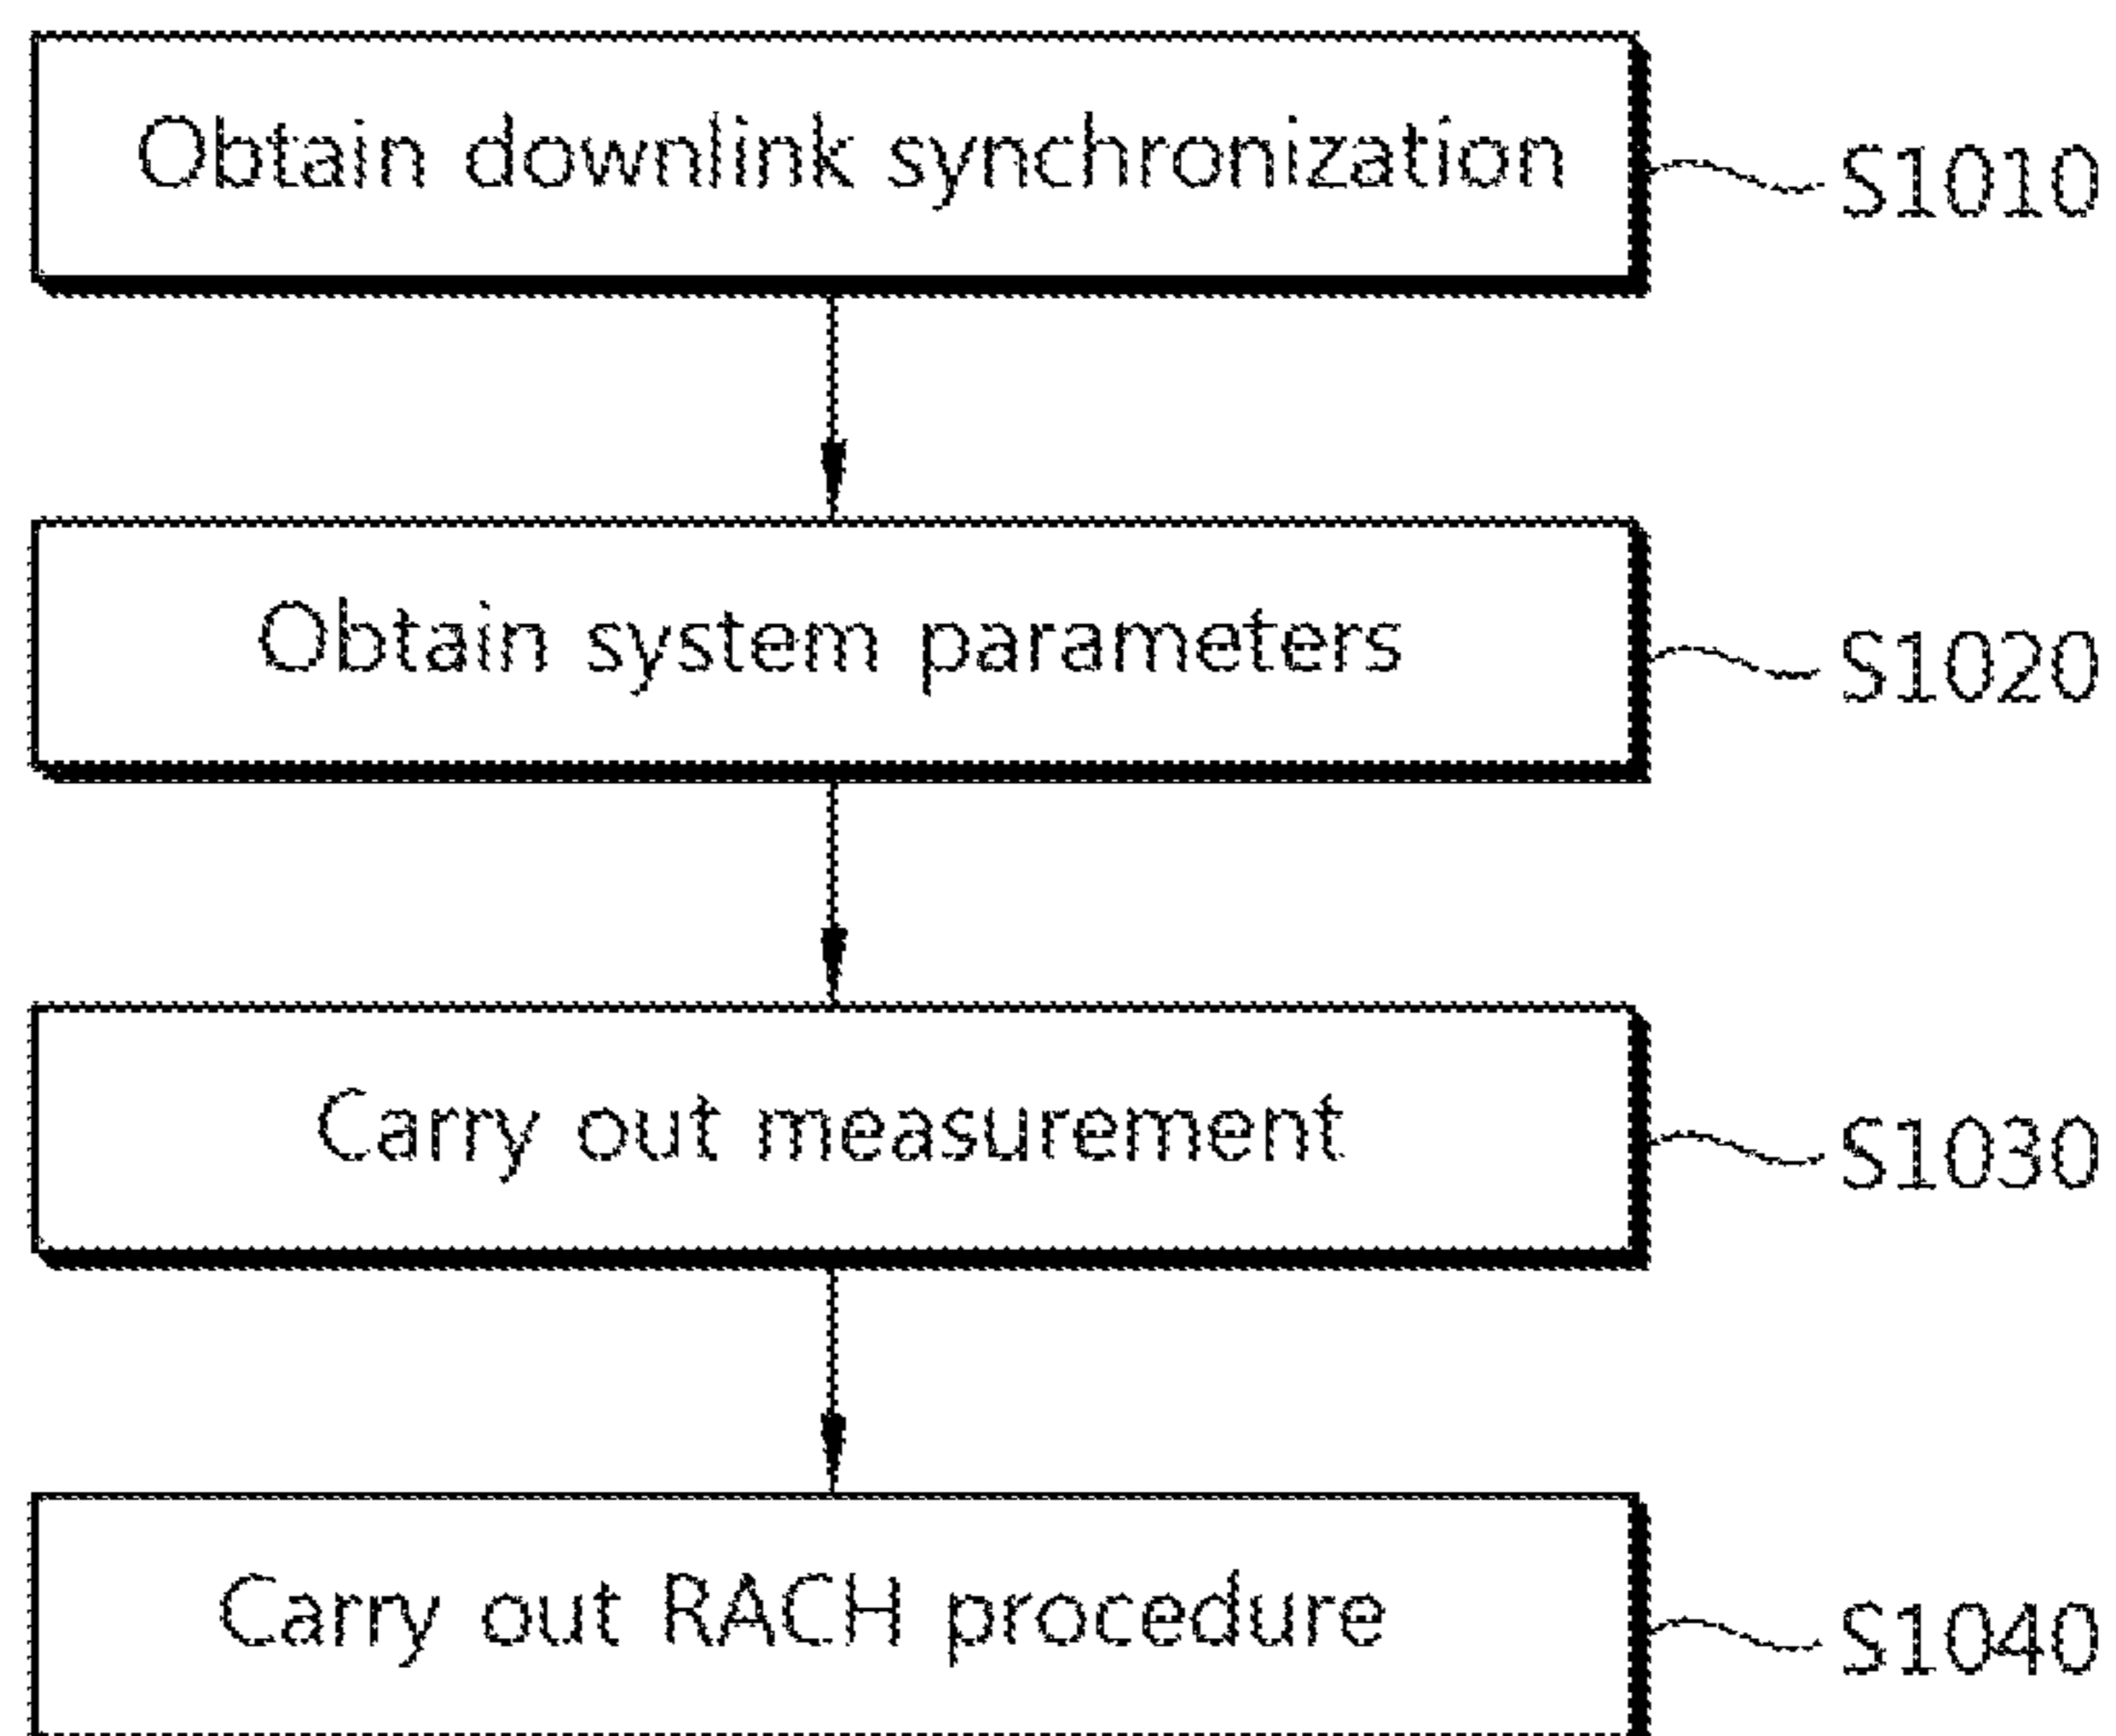 Obtain downlink synchronization
S1010
Obtain system parameters
S1020
Carry out measurement
S1030
Carry out RACH procedure
S1040